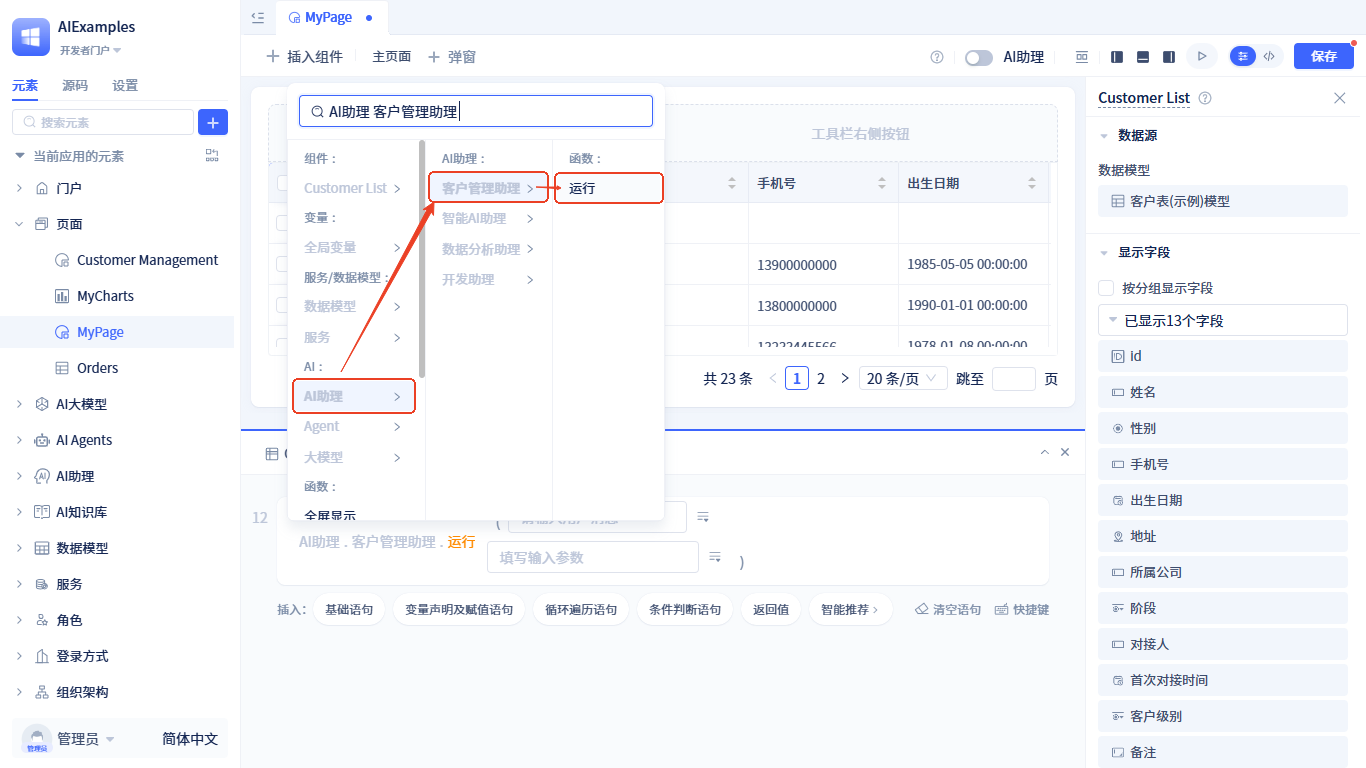 AIExamples
开发者门户
元素 源码 设置
搜索元素
当前应用的元素
门户
页面
Customer Management
MyCharts
MyPage
Orders
AI大模型
AI Agents
AI助理
AI知识库
数据模型
服务
角色
登录方式
组织架构
管理员
管理员 简体中文
MyPage
插入组件 主页面 弹窗
AI助理
保存
AI助理 客户管理助理
组件：
Customer List
变量：
全局变量
服务/数据模型：
数据模型
服务
AI：
AI助理
Agent
大模型
函数：
全屏显示
AI助理：
客户管理助理
智能AI助理
数据分析助理
开发助理
函数：
运行
工具栏右侧按钮
手机号 出生日期
13900000000 1985-05-05 00:00:00
13800000000 1990-01-01 00:00:00
共 23 条 1 2 20 条/页 跳至 页
12
AI助理 . 客户管理助理 . 运行
(
填写输入参数
)
插入： 基础语句 变量声明及赋值语句 循环遍历语句 条件判断语句 返回值 智能推荐 清空语句 快捷键
Customer List
数据源
数据模型
客户表(示例)模型
显示字段
按分组显示字段
已显示13个字段
id
姓名
性别
手机号
出生日期
地址
所属公司
阶段
对接人
首次对接时间
客户级别
备注